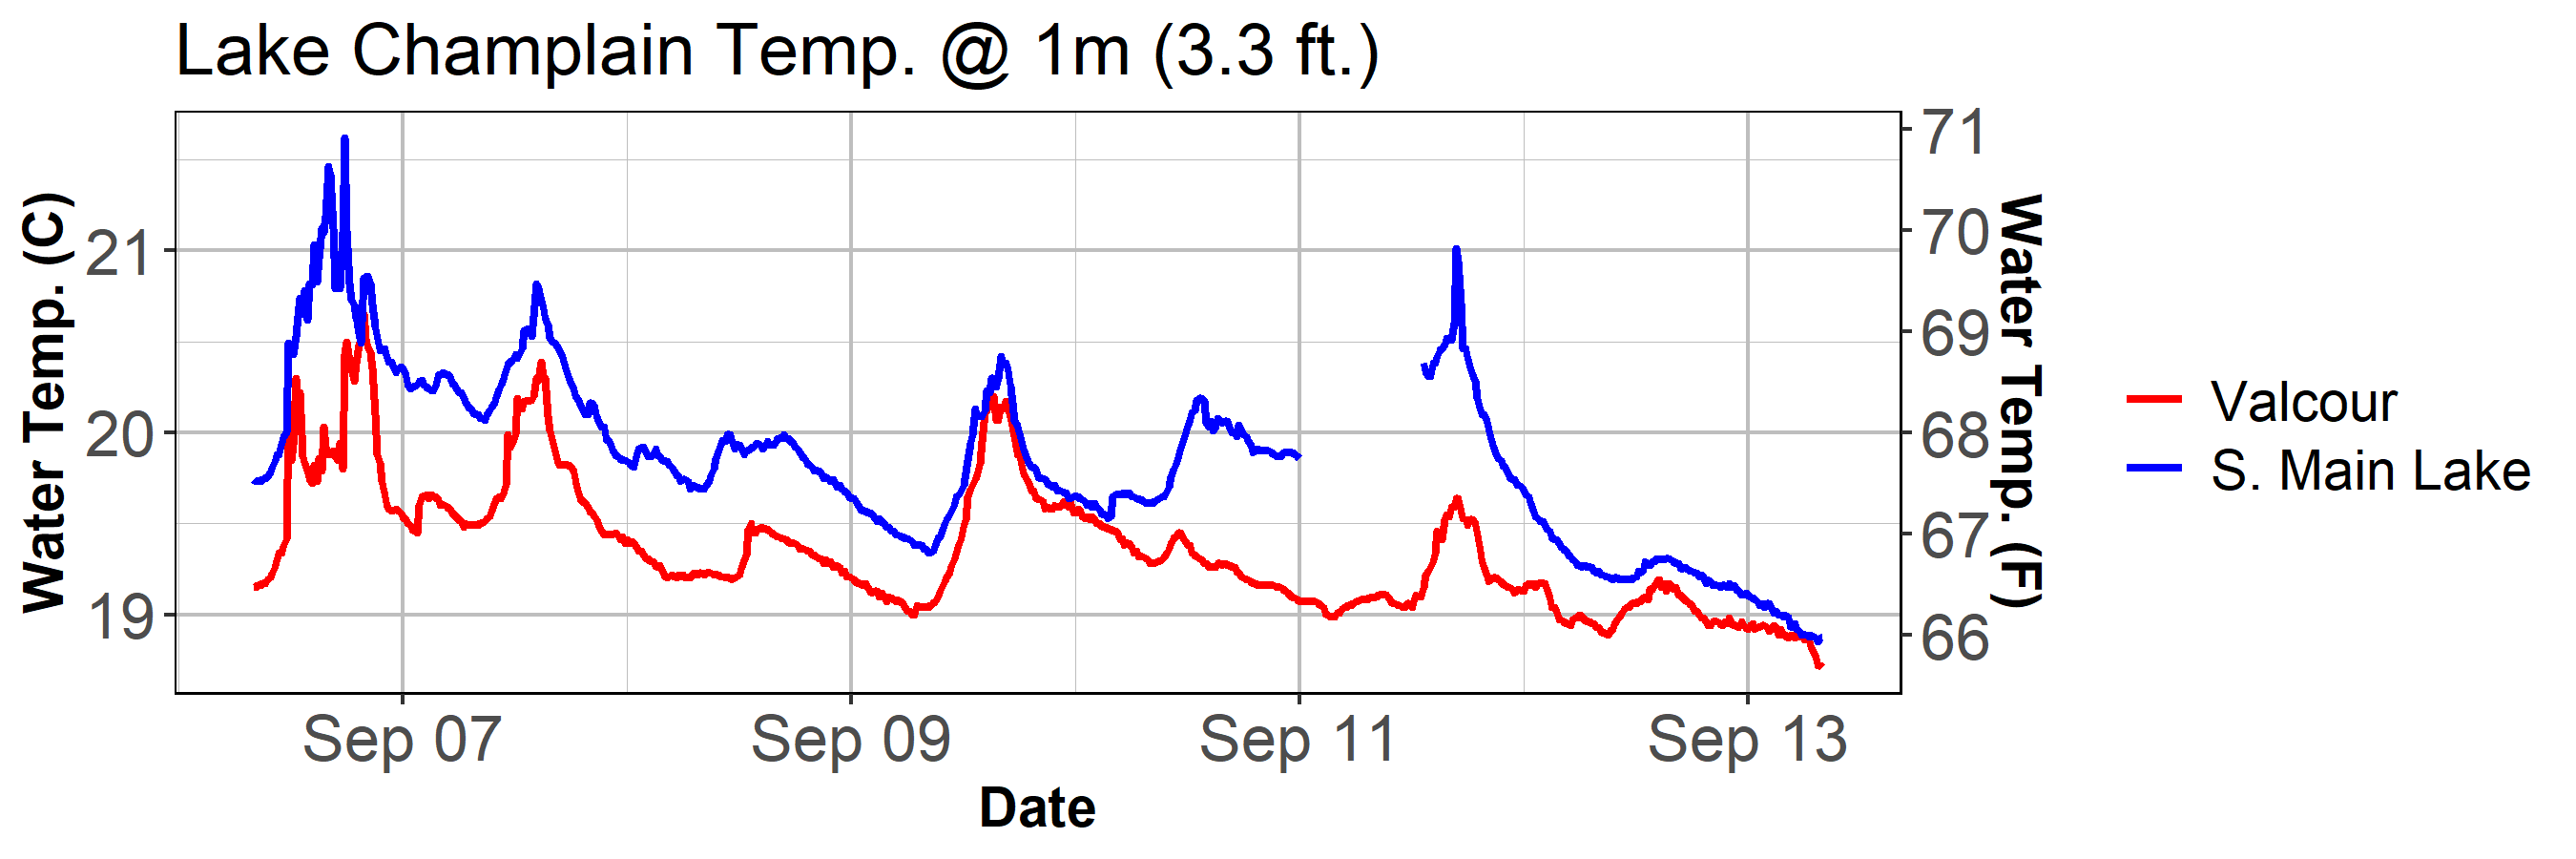 Lake Champlain Temp. @ 1m (3.3 ft.)
Water Temp. (C)
21
20
19
71
70
69
68
67
66
Water Temp. (F)
Sep 07
Sep 09
Sep 11
Sep 13
Date
Valcour
S. Main Lake